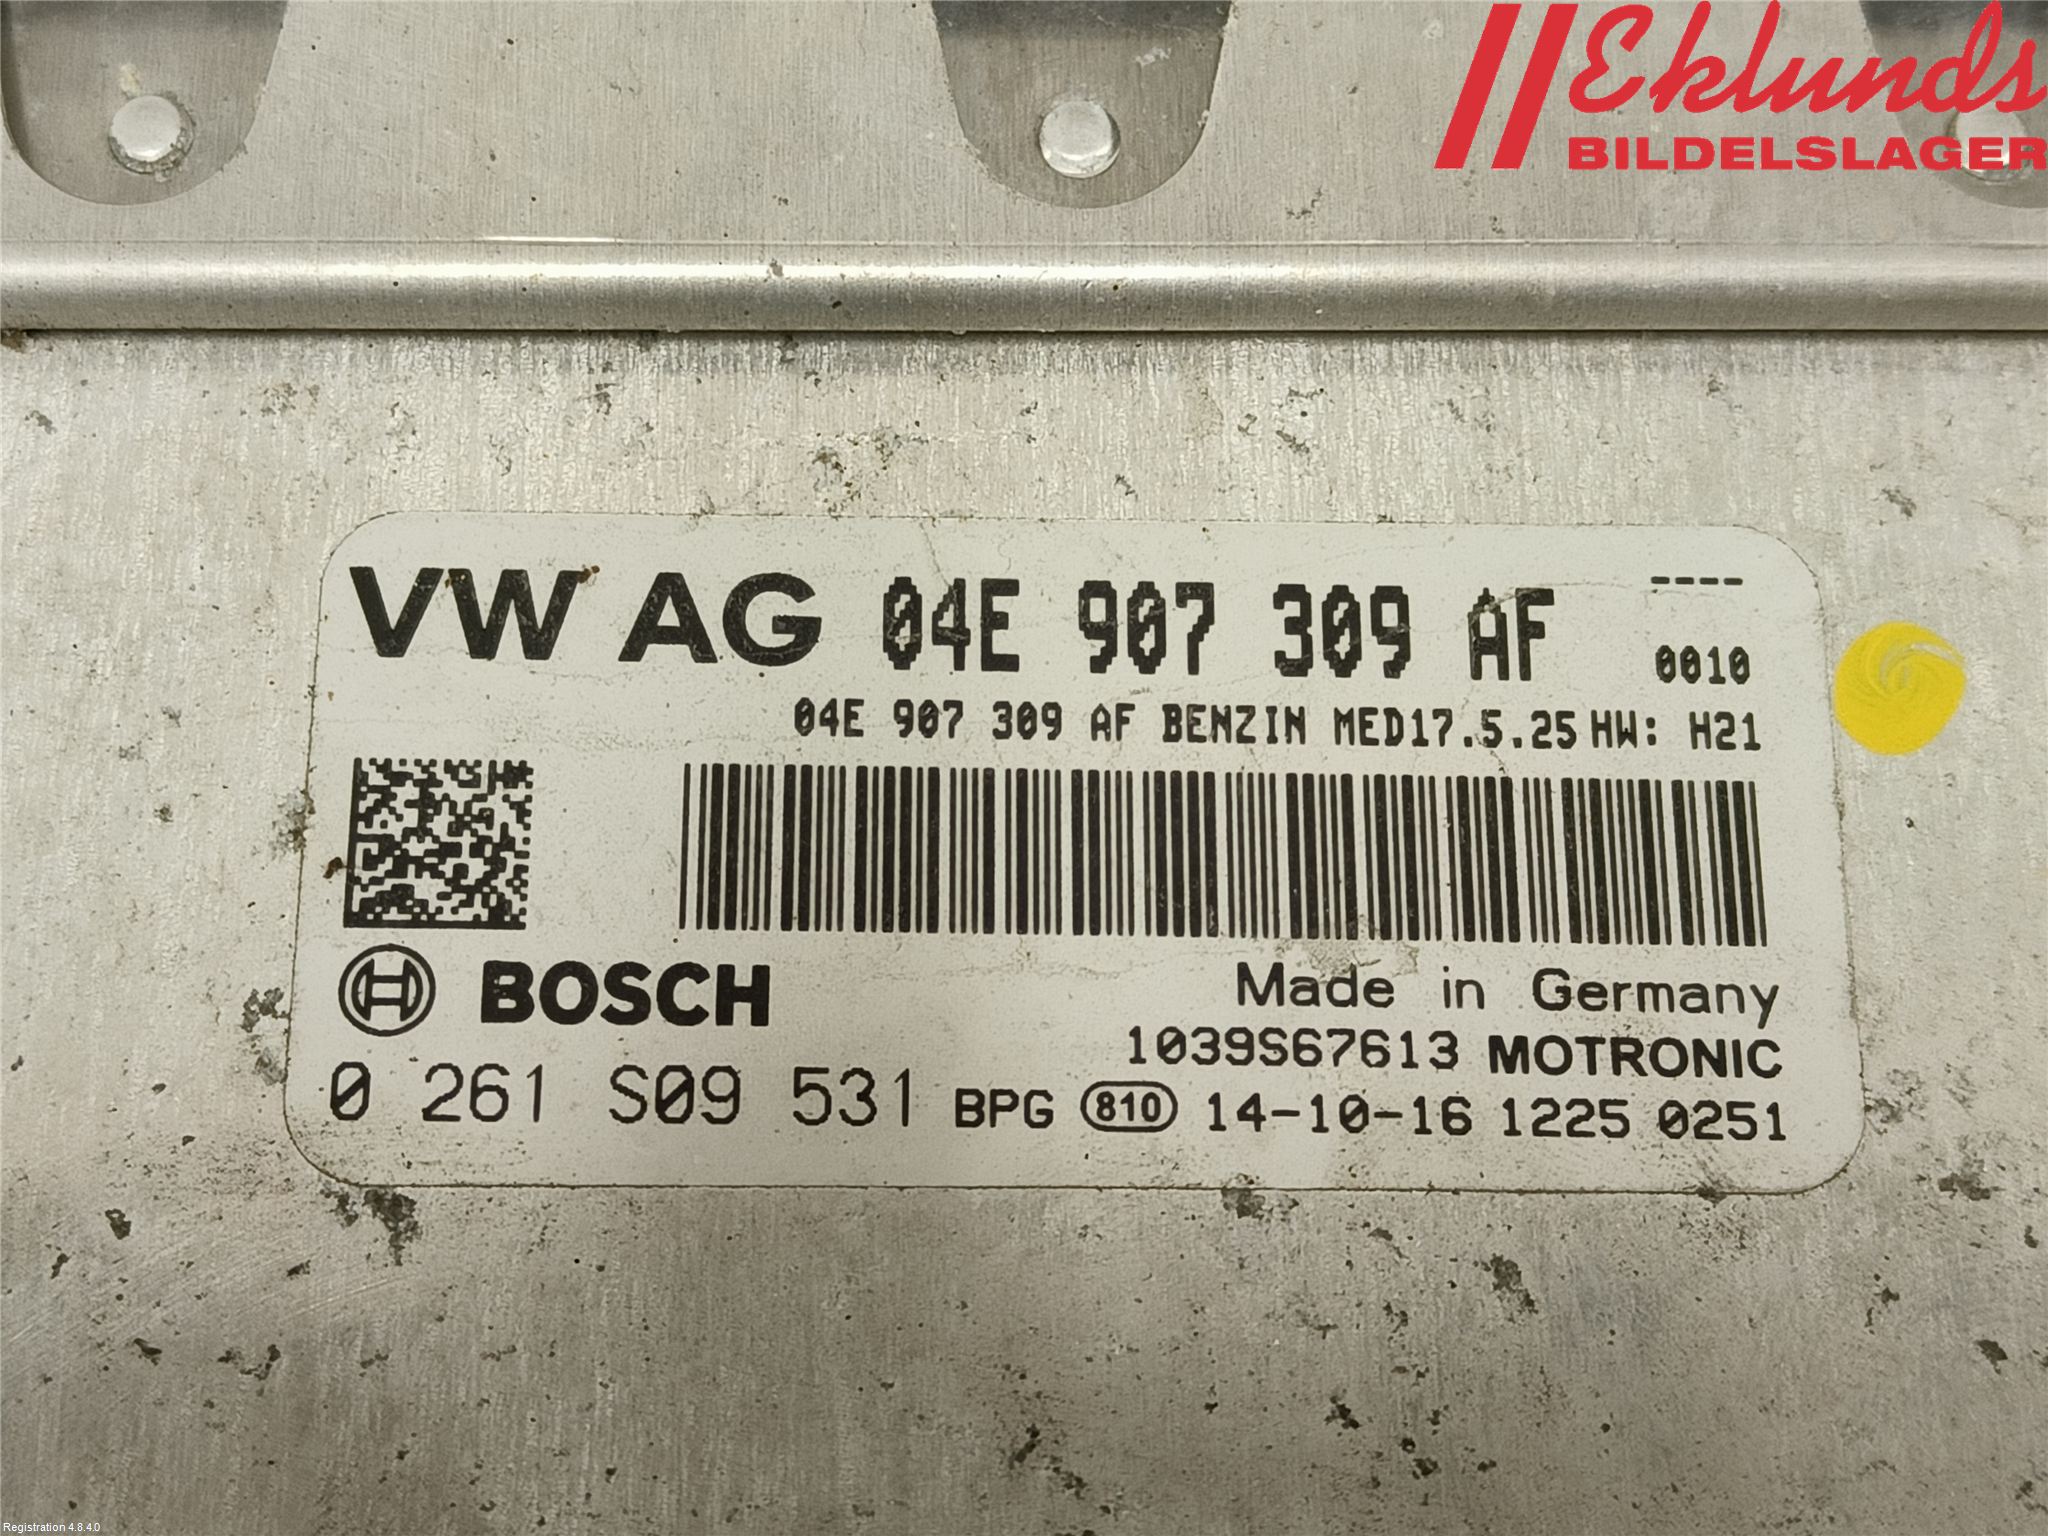 Eklunds
BILDELSLAGER
VW AG 04E 907 309 AF ----
0010
04E 907 309 AF BENZIN MED17.5.25 HW: H21
BOSCH
Made in Germany
1039S67613 MOTRONIC
0 261 S09 531 BPG 810 14-10-16 1225 0251
Registration 4.8.4.0